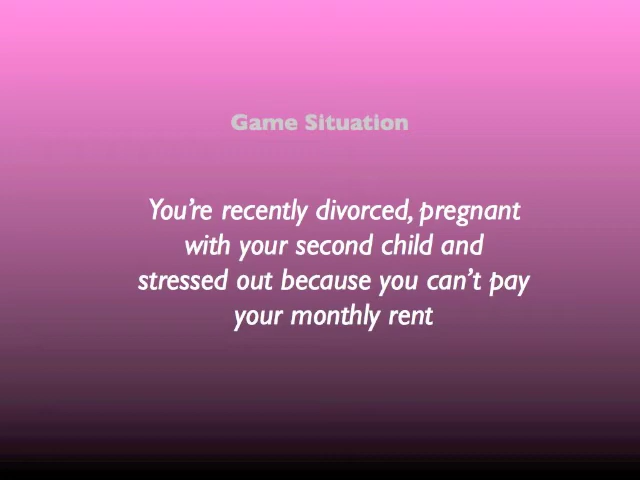 Game Situation
You’re recently divorced, pregnant
with your second child and
stressed out because you can’t pay
your monthly rent